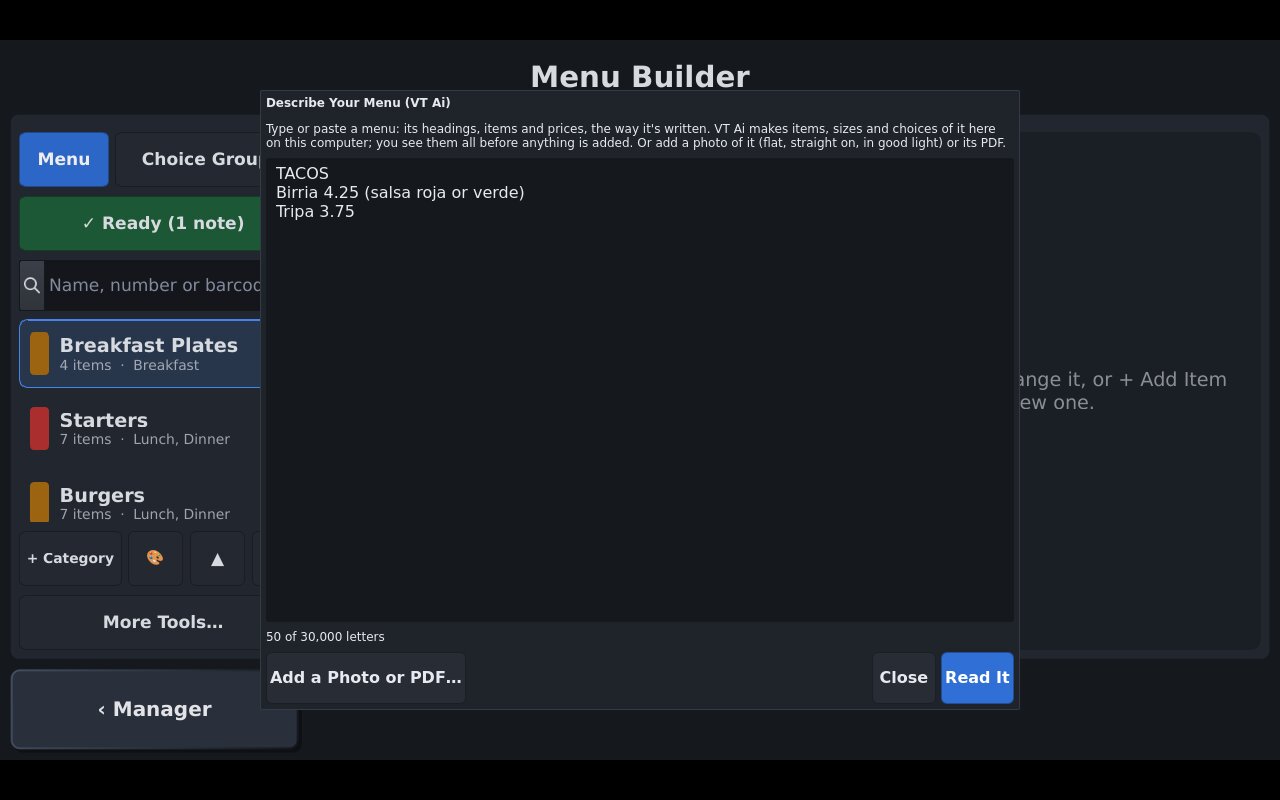 Menu Builder
Describe Your Menu (VT Ai)
Type or paste a menu: its headings, items and prices, the way it's written. VT Ai makes items, sizes and choices of it here
on this computer; you see them all before anything is added. Or add a photo of it (flat, straight on, in good light) or its PDF.
TACOS
Birria 4.25 (salsa roja or verde)
Tripa 3.75
50 of 30,000 letters
Add a Photo or PDF...
Close
Read It
Menu
Choice Grou
✓ Ready (1 note)
Name, number or barcod
Breakfast Plates
4 items · Breakfast
Starters
7 items · Lunch, Dinner
Burgers
7 items · Lunch, Dinner
+ Category
▲
More Tools...
‹ Manager
ange it, or + Add Item
ew one.